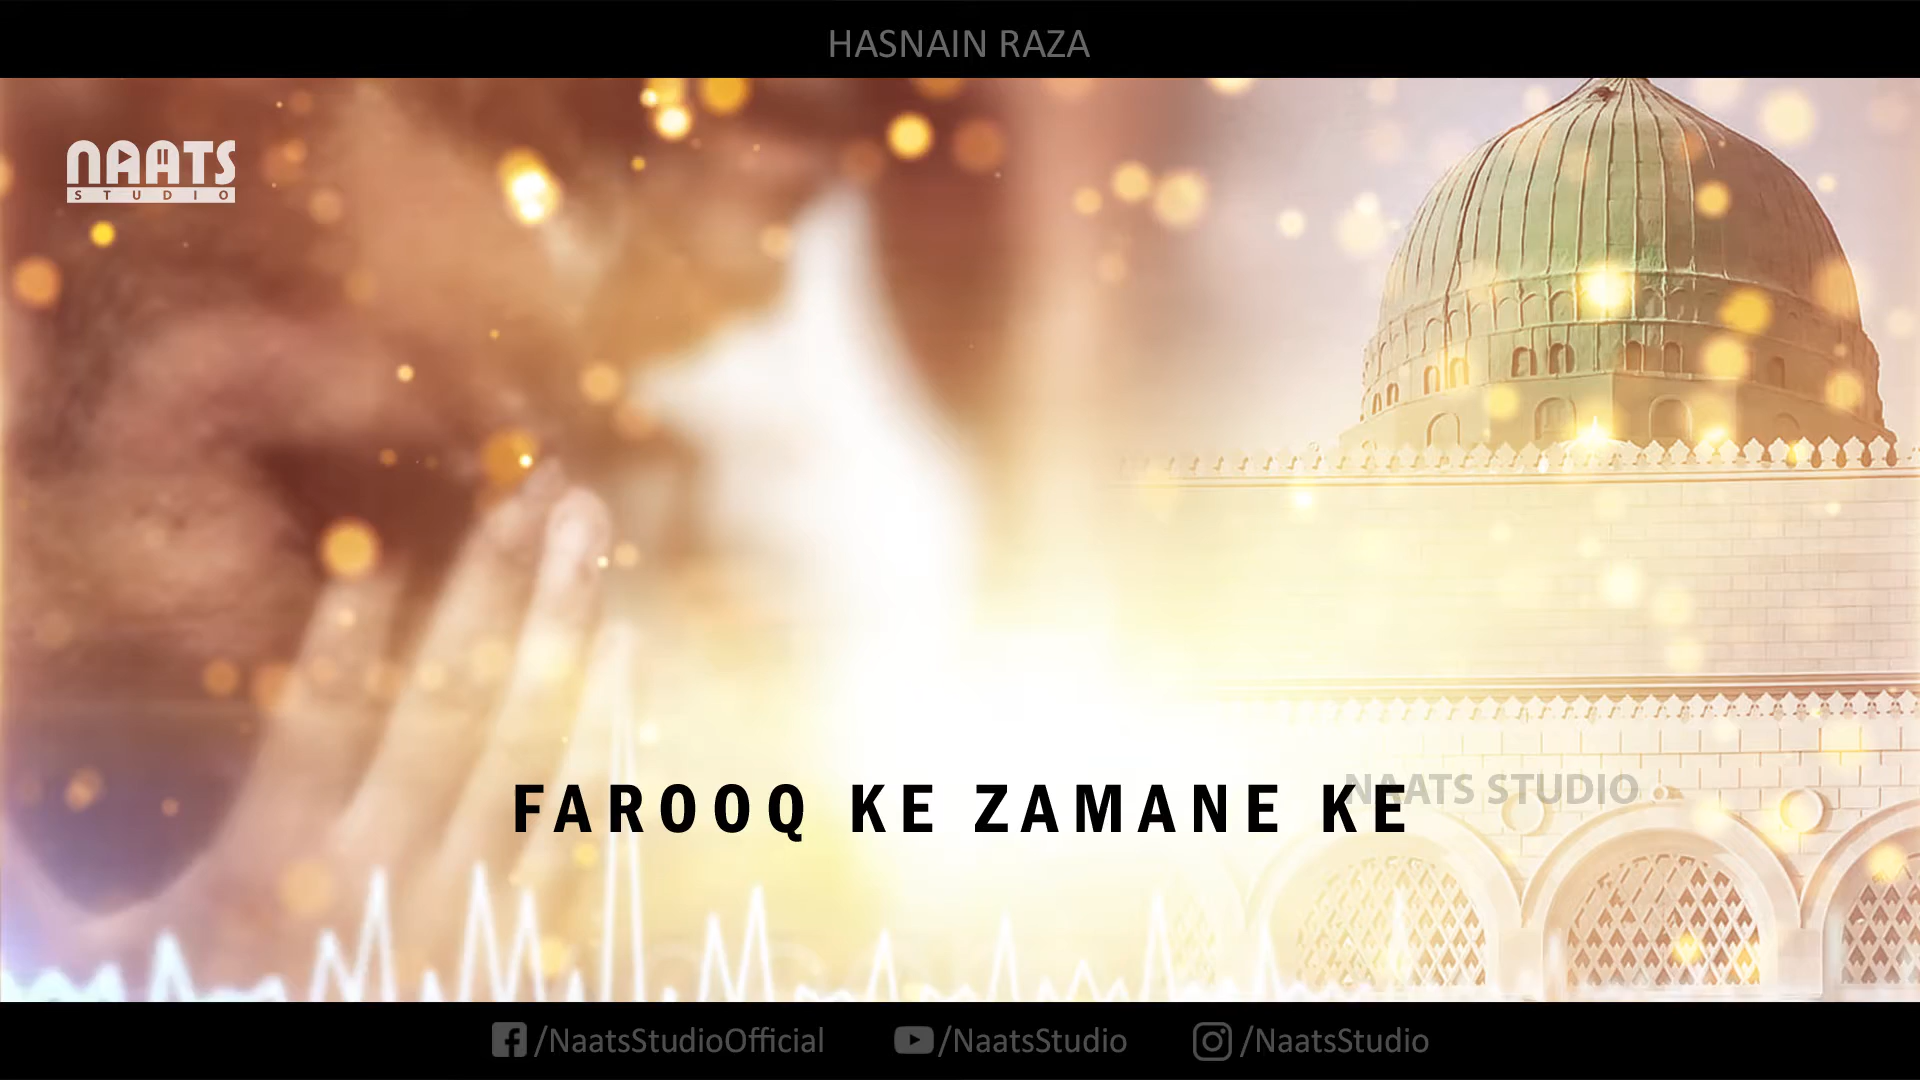 HASNAIN RAZA
NAATS
STUDIO
NAATS STUDIO
FAROOQ KE ZAMANE KE
/NaatsStudioOfficial
/NaatsStudio
/NaatsStudio